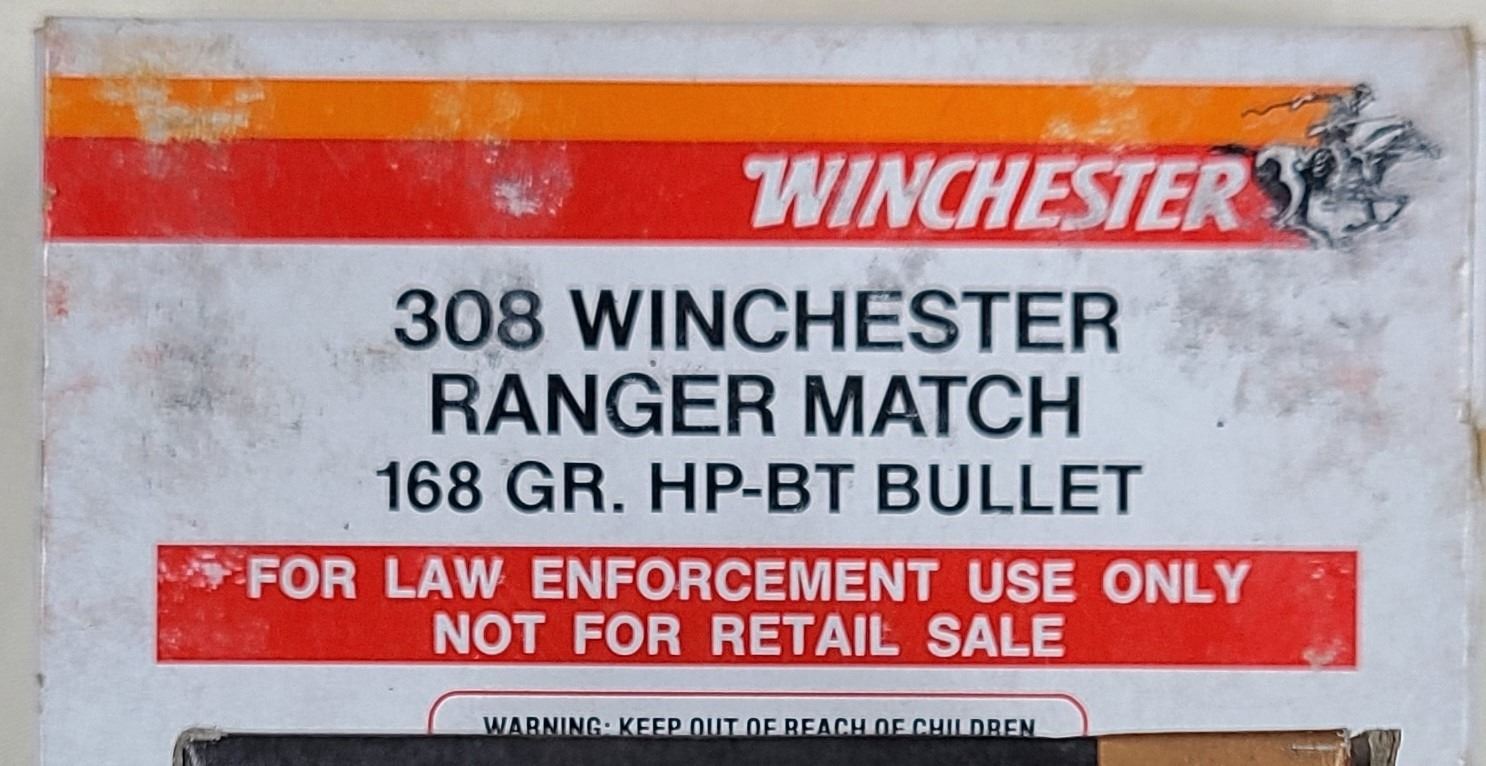 WINCHESTER
308 WINCHESTER
RANGER MATCH
168 GR. HP-BT BULLET
FOR LAW ENFORCEMENT USE ONLY
NOT FOR RETAIL SALE
WARNING: KEEP OUT OF REACH OF CHILDREN